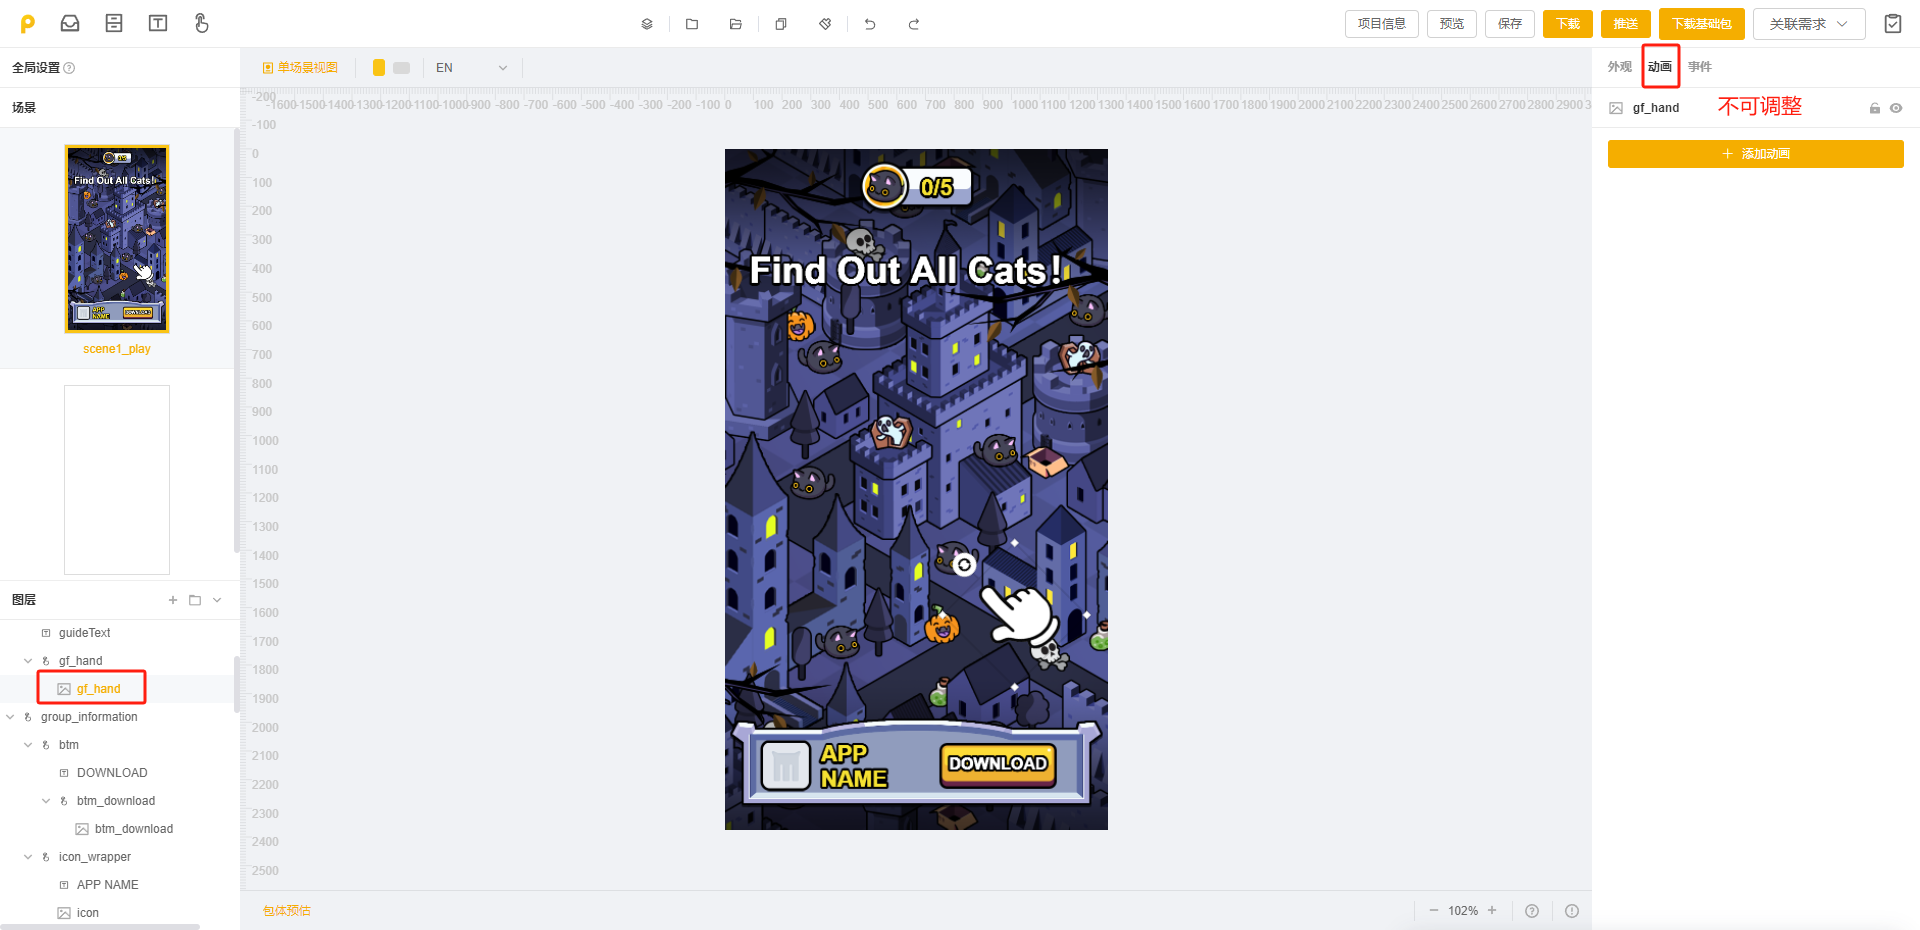 项目信息
预览
保存
下载
推送
下载基础包
关联需求
全局设置
单场景视图
EN
外观
动画
事件
场景
-200
-1600-1500-1400-1300-1200-1100-1000-900 -800 -700 -600 -500 -400 -300 -200 -100 0 100 200 300 400 500 600 700 800 900 1000 1100 1200 1300 1400 1500 1600 1700 1800 1900 2000 2100 2200 2300 2400 2500 2600 2700 2800 2900 3
gf_hand
不可调整
添加动画
-100
0
100
200
300
400
500
600
700
800
900
1000
1100
1200
1300
1400
1500
1600
1700
1800
1900
2000
2100
2200
2300
2400
2500
Find Out All Cats!
APP
NAME
DOWNLOAD
scene1_play
0/5
Find Out All Cats!
APP
NAME
DOWNLOAD
图层
guideText
gf_hand
gf_hand
group_information
btm
DOWNLOAD
btm_download
btm_download
icon_wrapper
APP NAME
icon
包体预估
102%